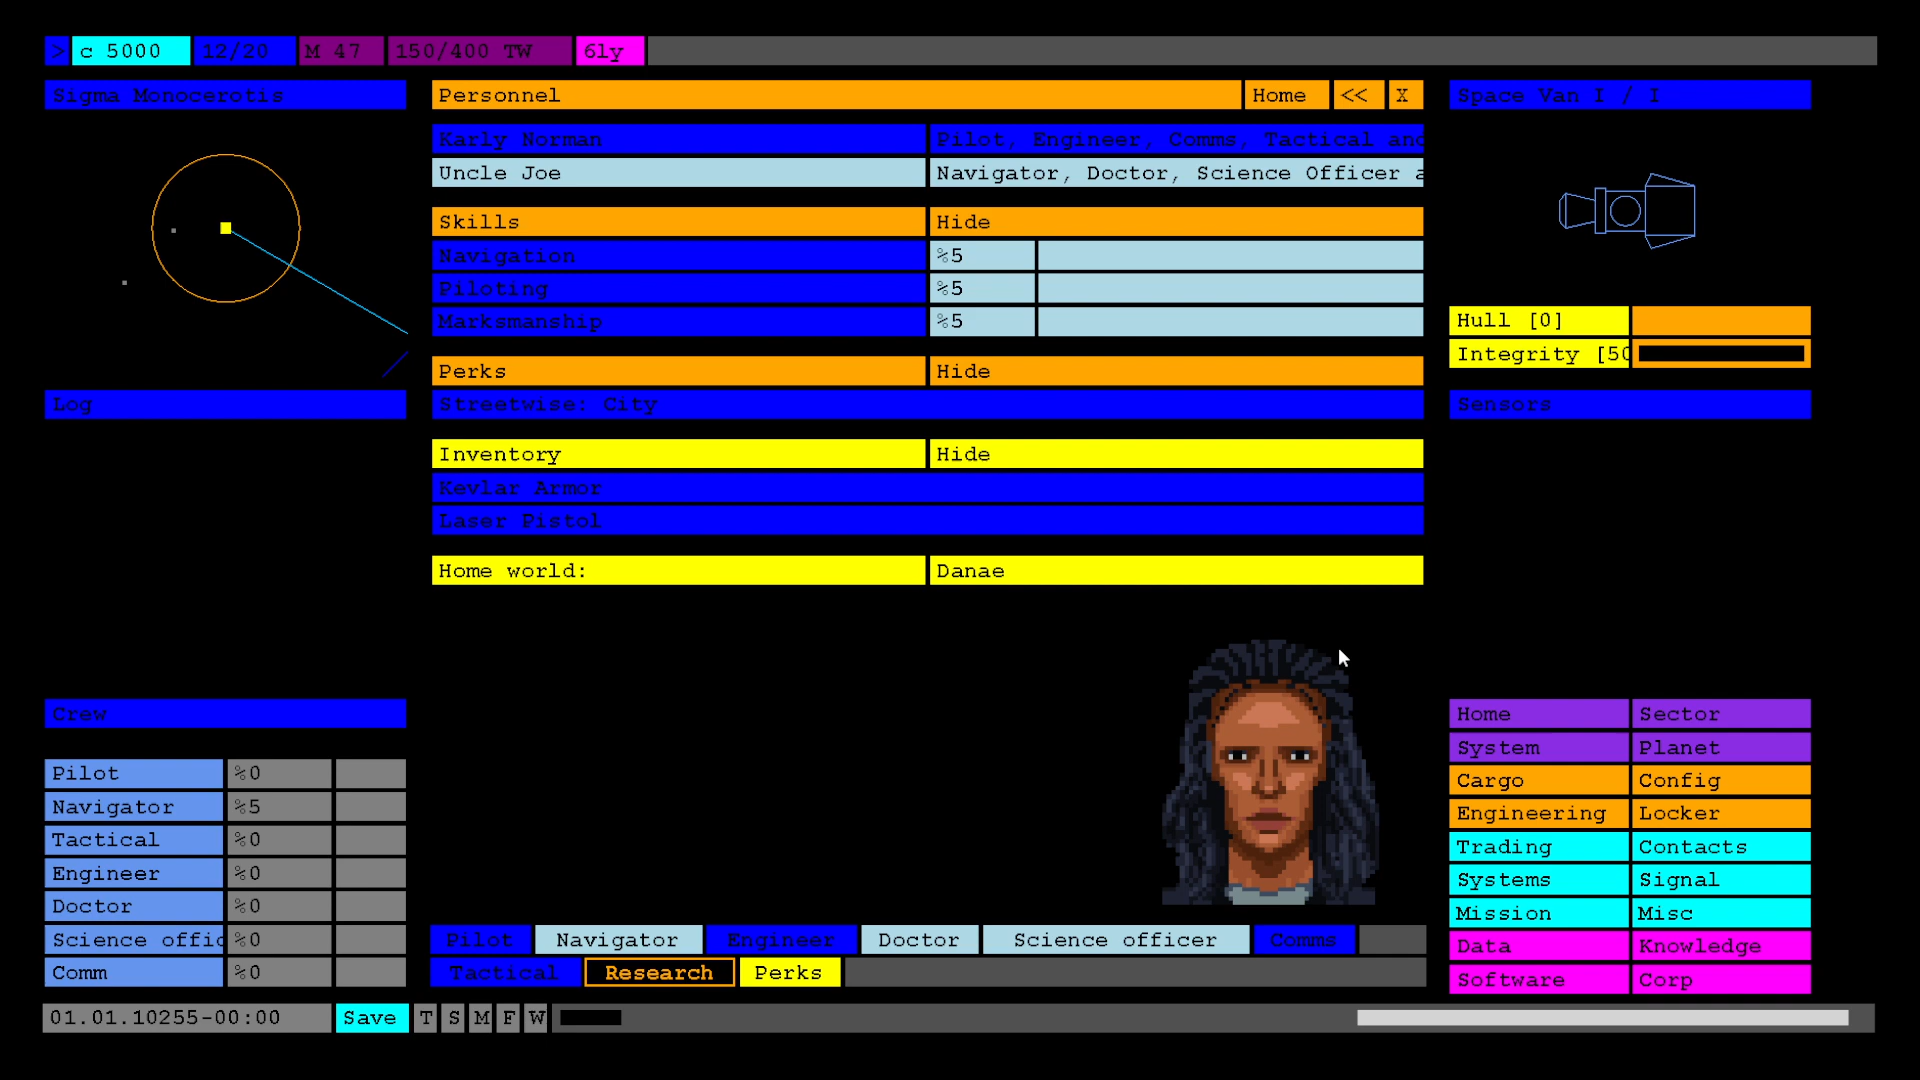 > c 5000 12/20 M 47 150/400 TW 6ly
Sigma Monocerotis
Personnel Home << X
Space Van I / I
Karly Norman Pilot, Engineer, Comms, Tactical and
Uncle Joe Navigator, Doctor, Science Officer a
Skills Hide
Navigation %5
Piloting %5
Marksmanship %5
Perks Hide
Streetwise: City
Inventory Hide
Kevlar Armor
Laser Pistol
Home world: Danae
Hull [0]
Integrity [50
Log
Sensors
Crew
Pilot %0
Navigator %5
Tactical %0
Engineer %0
Doctor %0
Science offic %0
Comm %0
Pilot Navigator Engineer Doctor Science officer Comms
Tactical Research Perks
Home Sector
System Planet
Cargo Config
Engineering Locker
Trading Contacts
Systems Signal
Mission Misc
Data Knowledge
Software Corp
01.01.10255-00:00 Save T S M F W